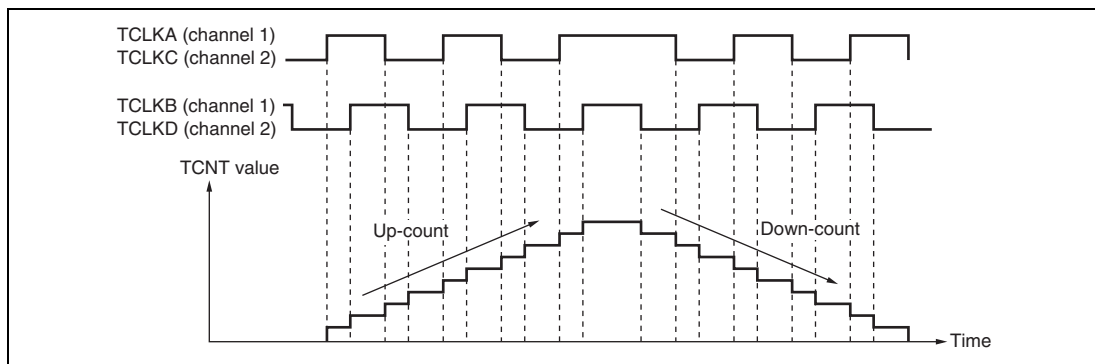 TCLKA (channel 1)
TCLKC (channel 2)
TCLKB (channel 1)
TCLKD (channel 2)
TCNT value
Up-count
Down-count
Time